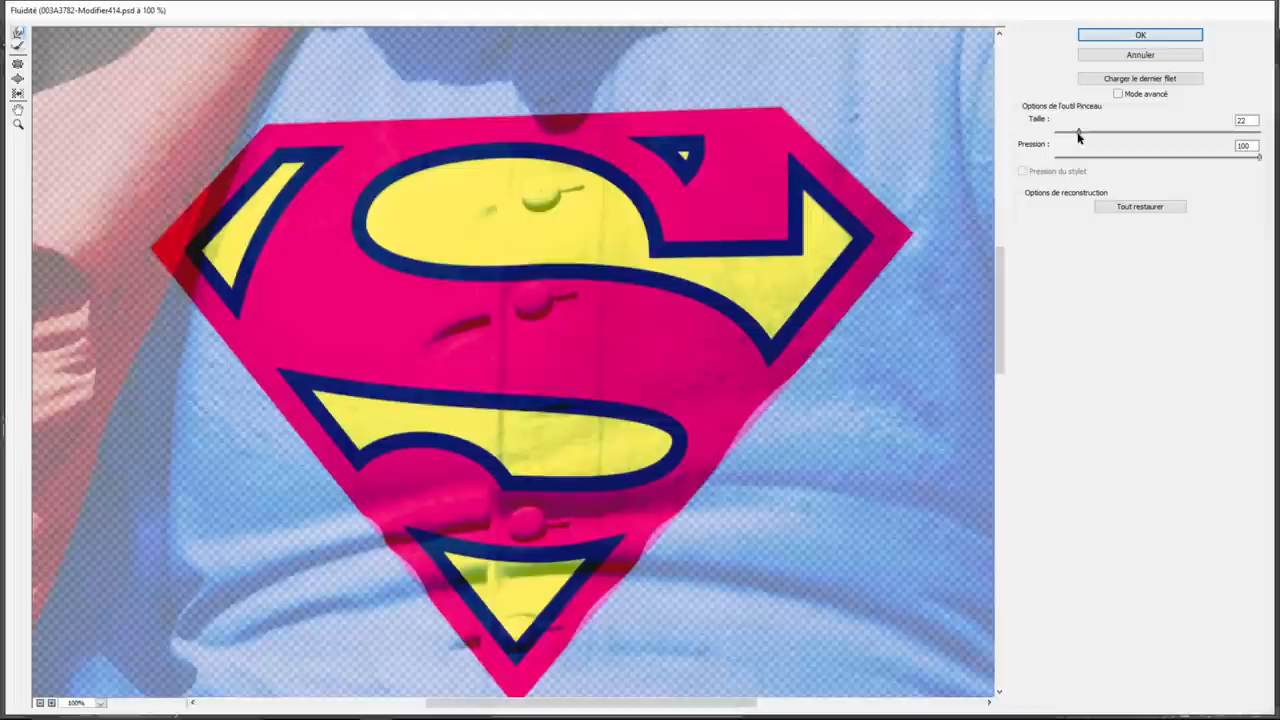 Fluidité (003A3782-Modifier414.psd à 100 %)
OK
Annuler
Charger le dernier filet
Mode avancé
Options de l'outil Pinceau
Taille :
22
Pression :
100
Pression du stylet
Options de reconstruction
Tout restaurer
S
100%